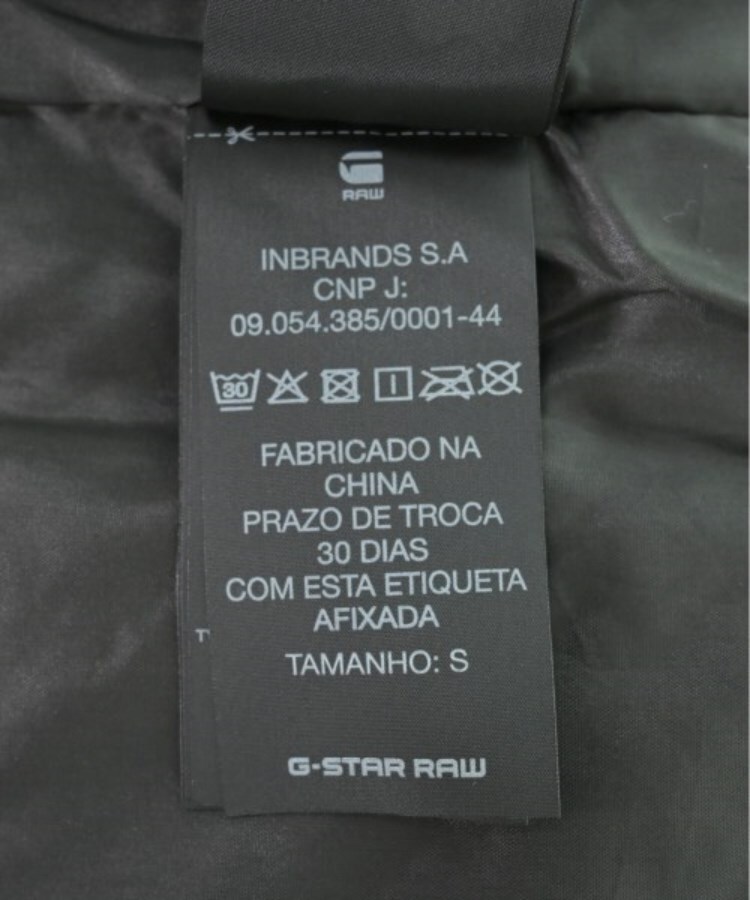 RAW
INBRANDS S.A
CNP J:
09.054.385/0001-44
30
FABRICADO NA
CHINA
PRAZO DE TROCA
30 DIAS
COM ESTA ETIQUETA
AFIXADA
TAMANHO: S
G-STAR RAW